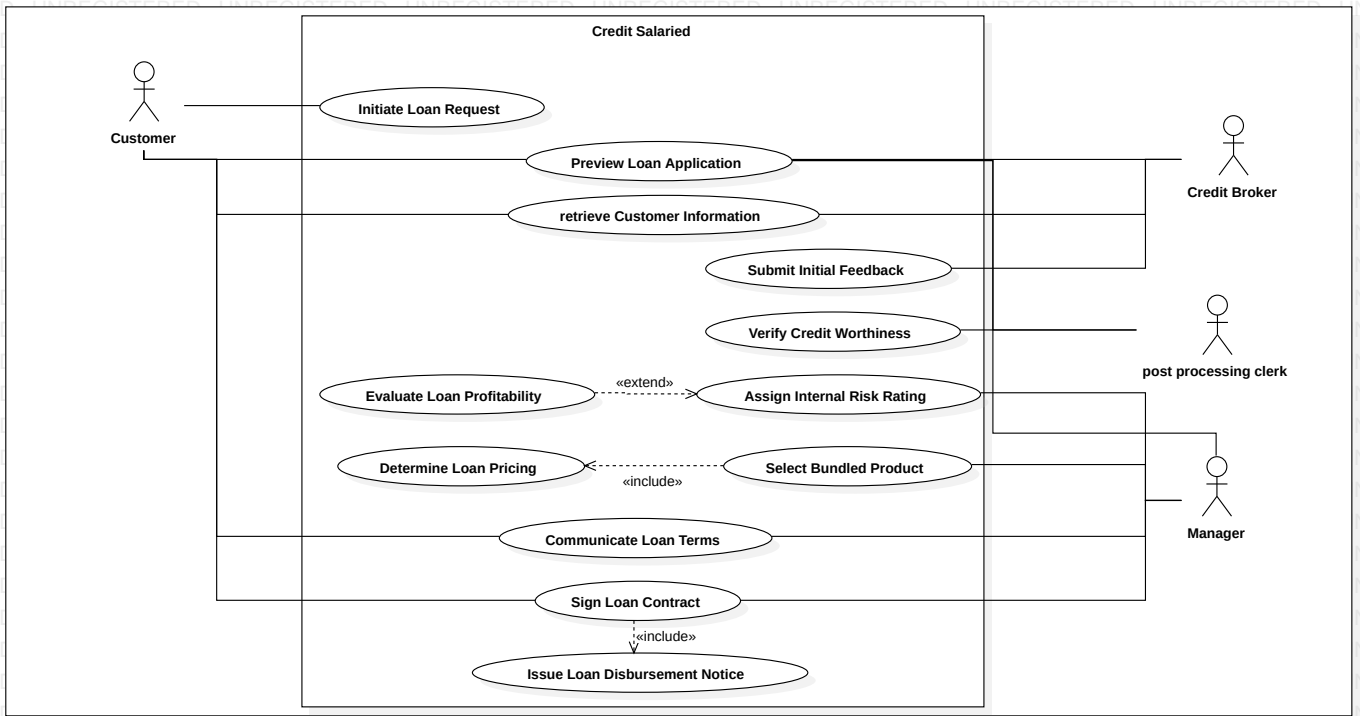 Credit Salaried
Customer
Initiate Loan Request
Preview Loan Application
Credit Broker
retrieve Customer Information
Submit Initial Feedback
Verify Credit Worthiness
post processing clerk
Evaluate Loan Profitability
«extend»
Assign Internal Risk Rating
Determine Loan Pricing
«include»
Select Bundled Product
Manager
Communicate Loan Terms
Sign Loan Contract
«include»
Issue Loan Disbursement Notice